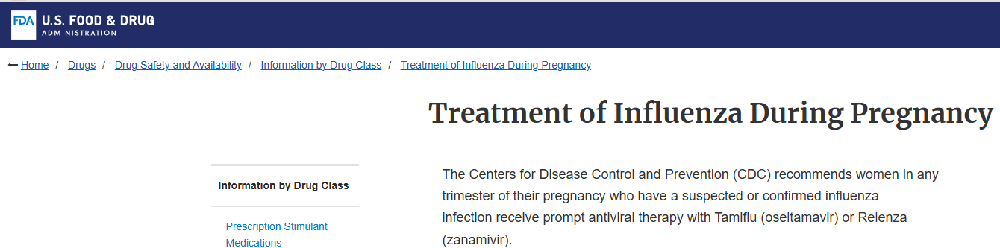 FDA U.S. FOOD & DRUG
ADMINISTRATION
Home / Drugs / Drug Safety and Availability / Information by Drug Class / Treatment of Influenza During Pregnancy
Treatment of Influenza During Pregnancy
Information by Drug Class
Prescription Stimulant
Medications
The Centers for Disease Control and Prevention (CDC) recommends women in any
trimester of their pregnancy who have a suspected or confirmed influenza
infection receive prompt antiviral therapy with Tamiflu (oseltamavir) or Relenza
(zanamivir).